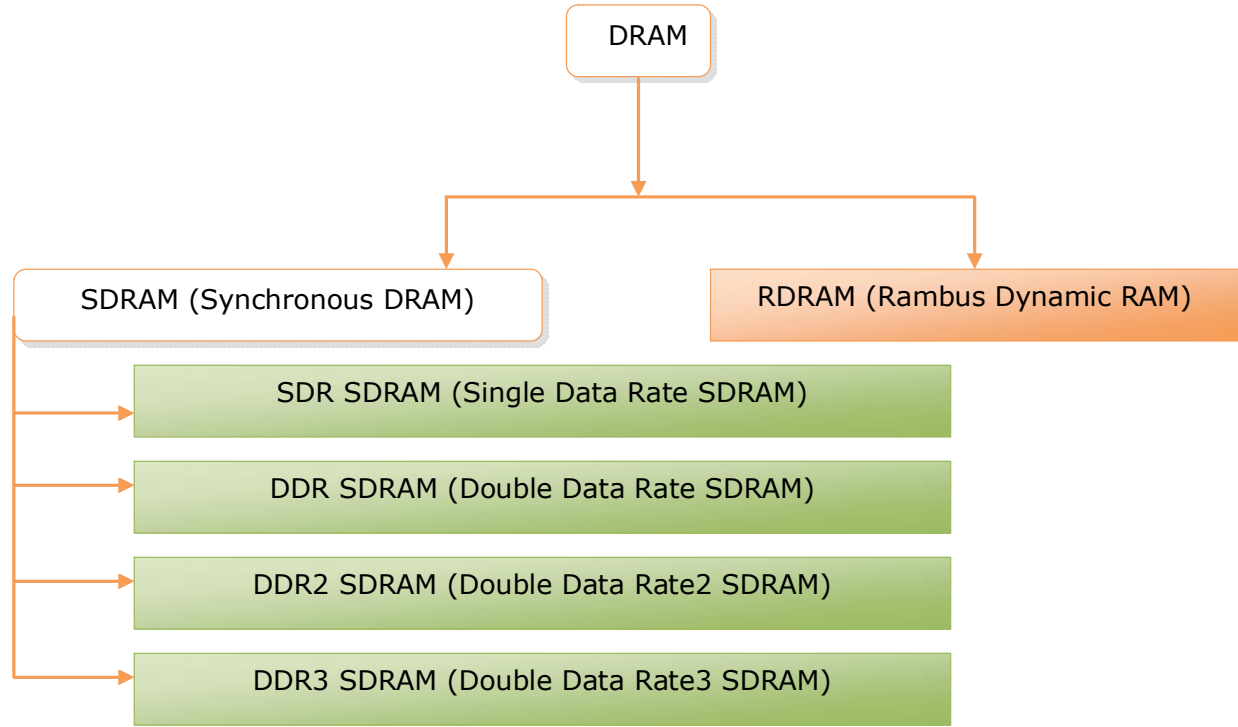 DRAM
SDRAM (Synchronous DRAM)
RDRAM (Rambus Dynamic RAM)
SDR SDRAM (Single Data Rate SDRAM)
DDR SDRAM (Double Data Rate SDRAM)
DDR2 SDRAM (Double Data Rate2 SDRAM)
DDR3 SDRAM (Double Data Rate3 SDRAM)